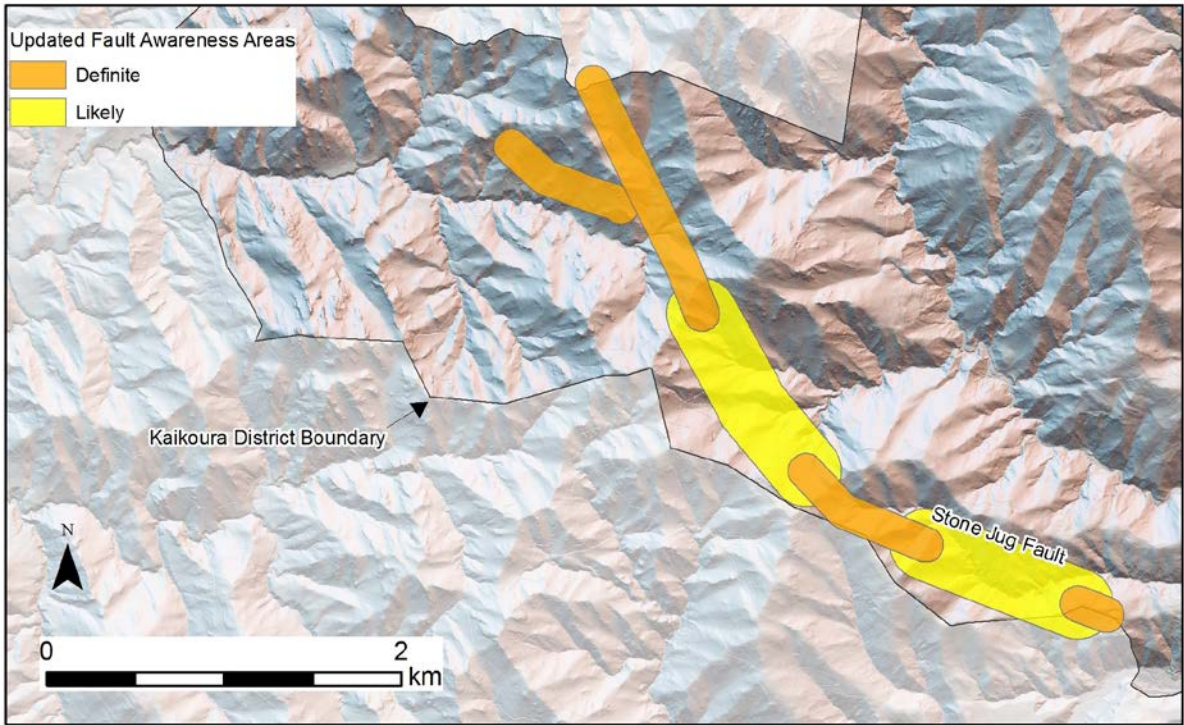 Updated Fault Awareness Areas
Definite
Likely
Kaikoura District Boundary
Stone Jug Fault
N
0 2
km